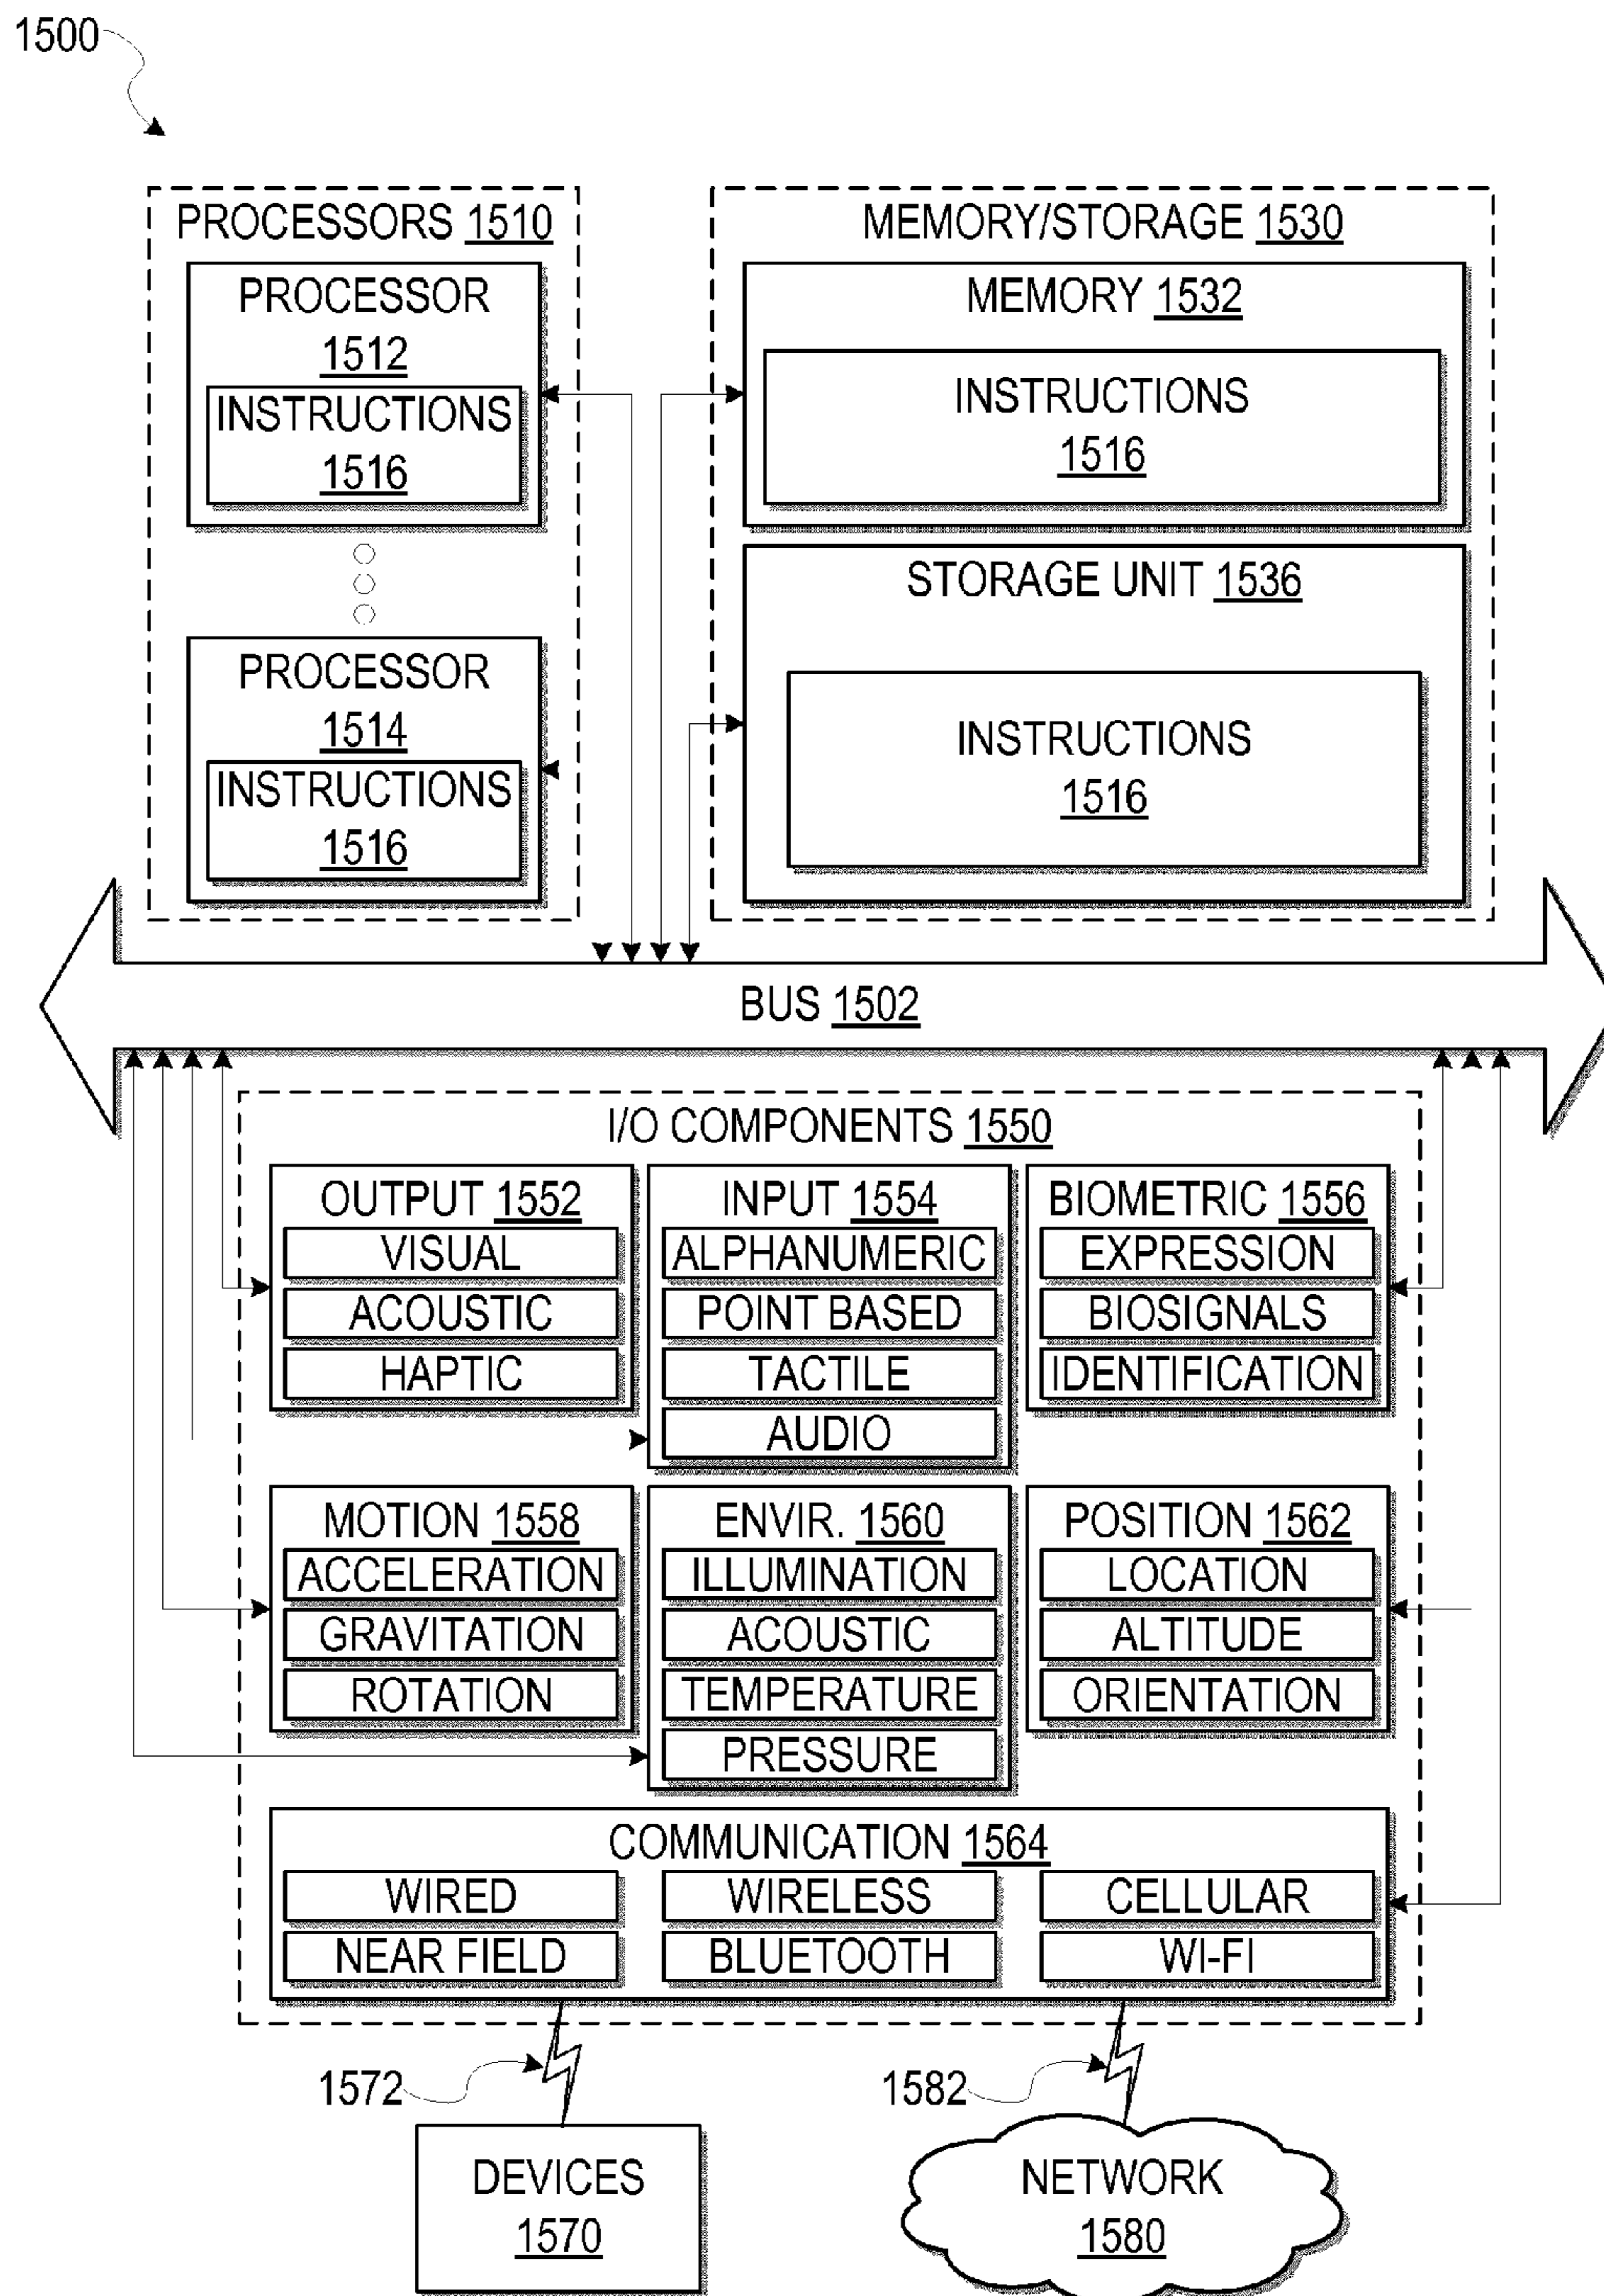 1500
PROCESSORS 1510
PROCESSOR
1512
INSTRUCTIONS
1516
PROCESSOR
1514
INSTRUCTIONS
1516
MEMORY/STORAGE 1530
MEMORY 1532
INSTRUCTIONS
1516
STORAGE UNIT 1536
INSTRUCTIONS
1516
BUS 1502
I/O COMPONENTS 1550
OUTPUT 1552
VISUAL
ACOUSTIC
HAPTIC
INPUT 1554
ALPHANUMERIC
POINT BASED
TACTILE
AUDIO
BIOMETRIC 1556
EXPRESSION
BIOSIGNALS
IDENTIFICATION
MOTION 1558
ACCELERATION
GRAVITATION
ROTATION
ENVIR. 1560
ILLUMINATION
ACOUSTIC
TEMPERATURE
PRESSURE
POSITION 1562
LOCATION
ALTITUDE
ORIENTATION
COMMUNICATION 1564
WIRED
WIRELESS
CELLULAR
NEAR FIELD
BLUETOOTH
WI-FI
1572
1582
DEVICES
1570
NETWORK
1580